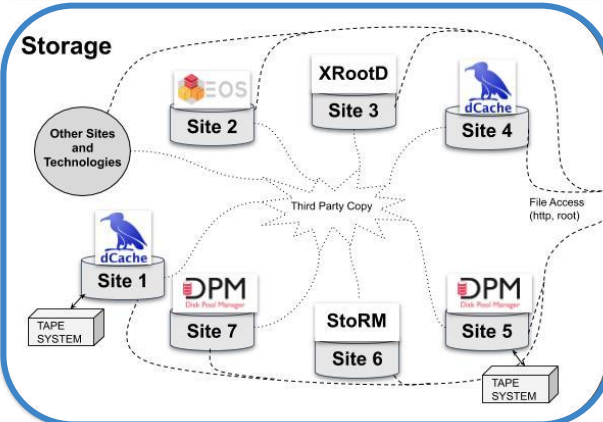 Storage
EOS
Site 2
XRootD
Site 3
dCache
Site 4
Other Sites
and
Technologies
Third Party Copy
File Access
(http, root)
dCache
Site 1
DPM
Disk Pool Manager
Site 7
StoRM
Site 6
DPM
Disk Pool Manager
Site 5
TAPE
SYSTEM
TAPE
SYSTEM